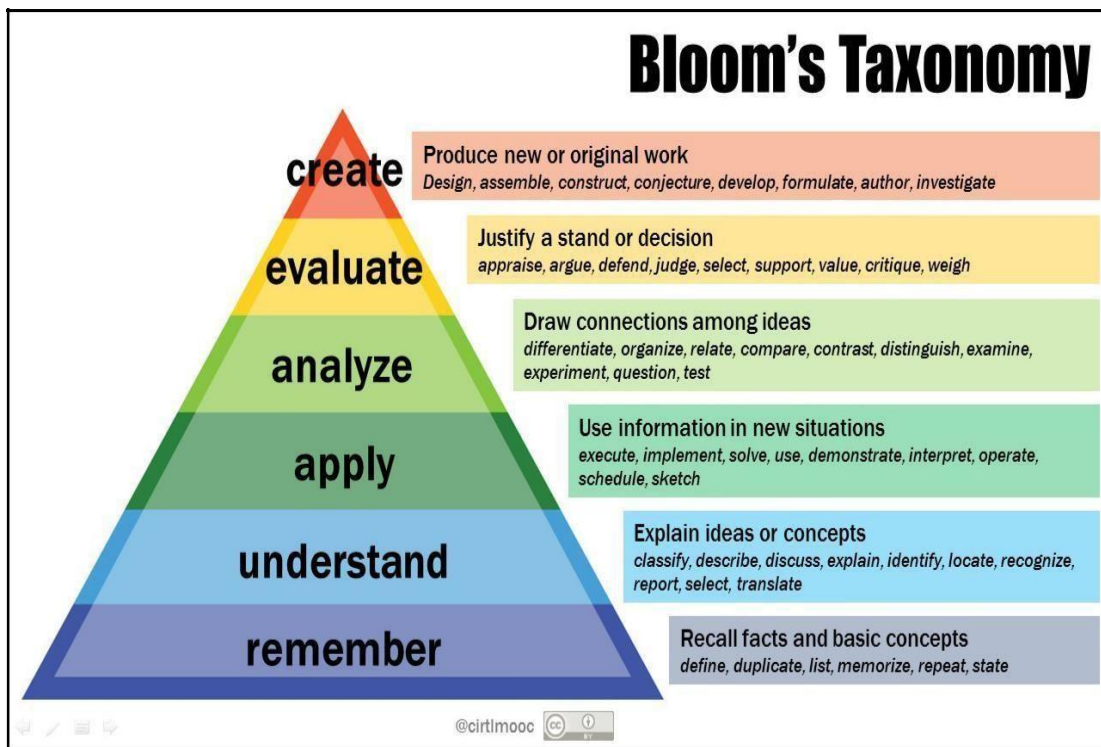 Bloom's Taxonomy
create
Produce new or original work
Design, assemble, construct, conjecture, develop, formulate, author, investigate
evaluate
Justify a stand or decision
appraise, argue, defend, judge, select, support, value, critique, weigh
analyze
Draw connections among ideas
differentiate, organize, relate, compare, contrast, distinguish, examine,
experiment, question, test
apply
Use information in new situations
execute, implement, solve, use, demonstrate, interpret, operate,
schedule, sketch
understand
Explain ideas or concepts
classify, describe, discuss, explain, identify, locate, recognize,
report, select, translate
remember
Recall facts and basic concepts
define, duplicate, list, memorize, repeat, state
@cirtlmooc
cc
BY